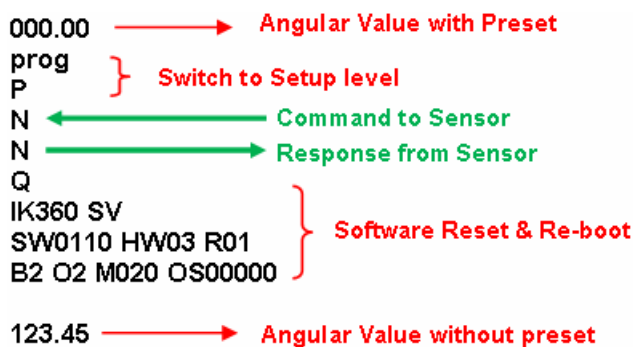 000.00 Angular Value with Preset
prog
P Switch to Setup level
N Command to Sensor
N Response from Sensor
Q
IK360 SV
SW0110 HW03 R01 Software Reset & Re-boot
B2 O2 M020 OS00000
123.45 Angular Value without preset